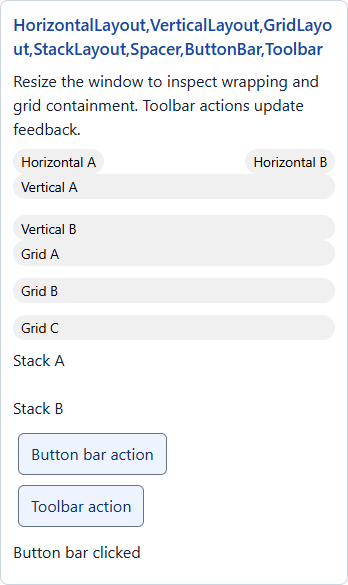 HorizontalLayout,VerticalLayout,GridLayo
ut,StackLayout,Spacer,ButtonBar,Toolbar
Resize the window to inspect wrapping and
grid containment. Toolbar actions update
feedback.
Horizontal A
Horizontal B
Vertical A
Vertical B
Grid A
Grid B
Grid C
Stack A
Stack B
Button bar action
Toolbar action
Button bar clicked